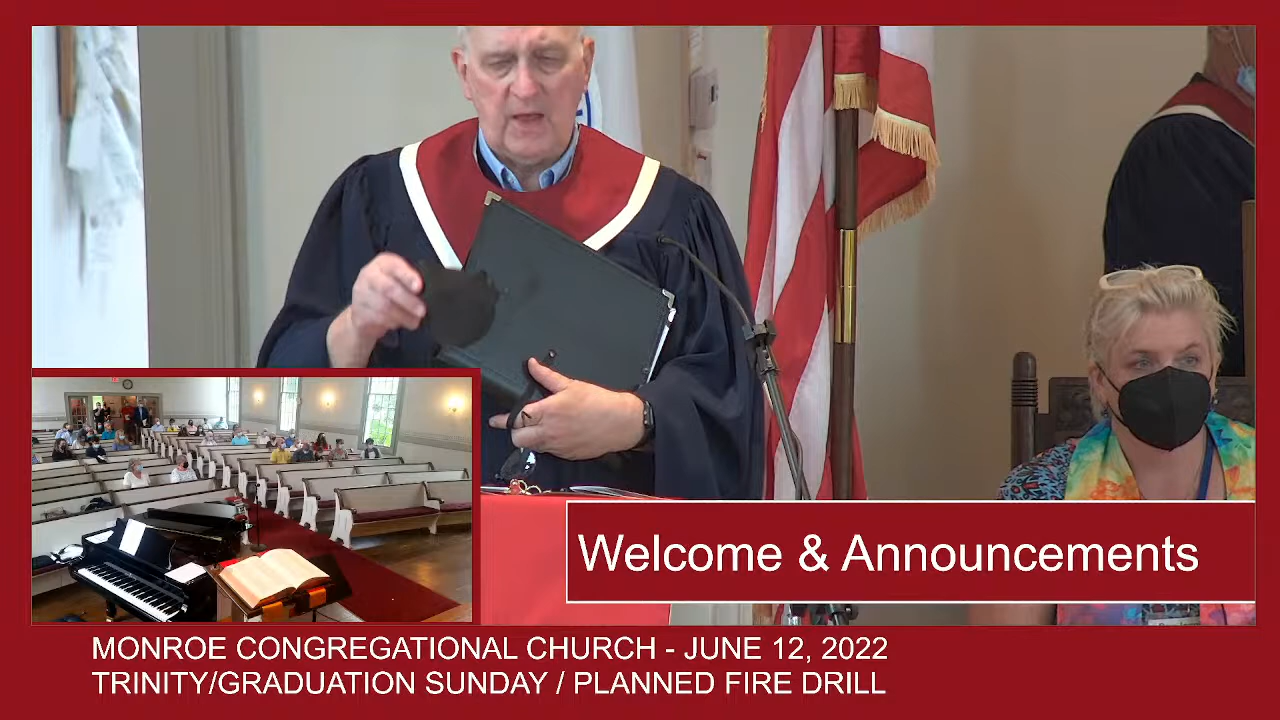 Welcome & Announcements
MONROE CONGREGATIONAL CHURCH - JUNE 12, 2022
TRINITY/GRADUATION SUNDAY / PLANNED FIRE DRILL